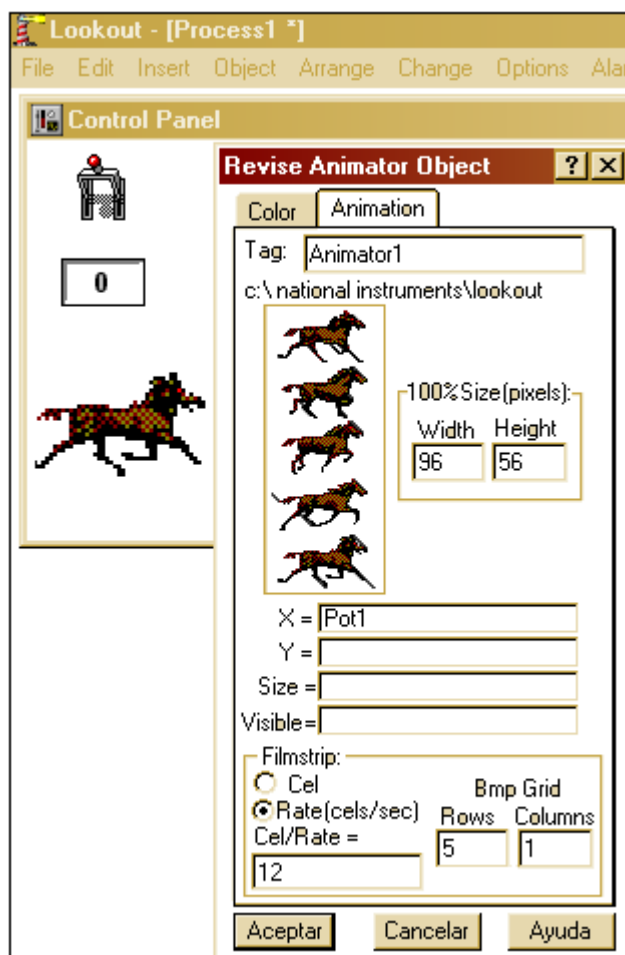 Lookout - [Process1 *]
File Edit Insert Object Arrange Change Options Ala
Control Panel
0
Revise Animator Object ? X
Color Animation
Tag: Animator1
c:\ national instruments\lookout
100%Size(pixels):
Width Height
96 56
X = Pot1
Y =
Size =
Visible=
Filmstrip:
Cel
Rate(cels/sec)
Cel/Rate =
12
Bmp Grid
Rows Columns
5 1
Aceptar Cancelar Ayuda